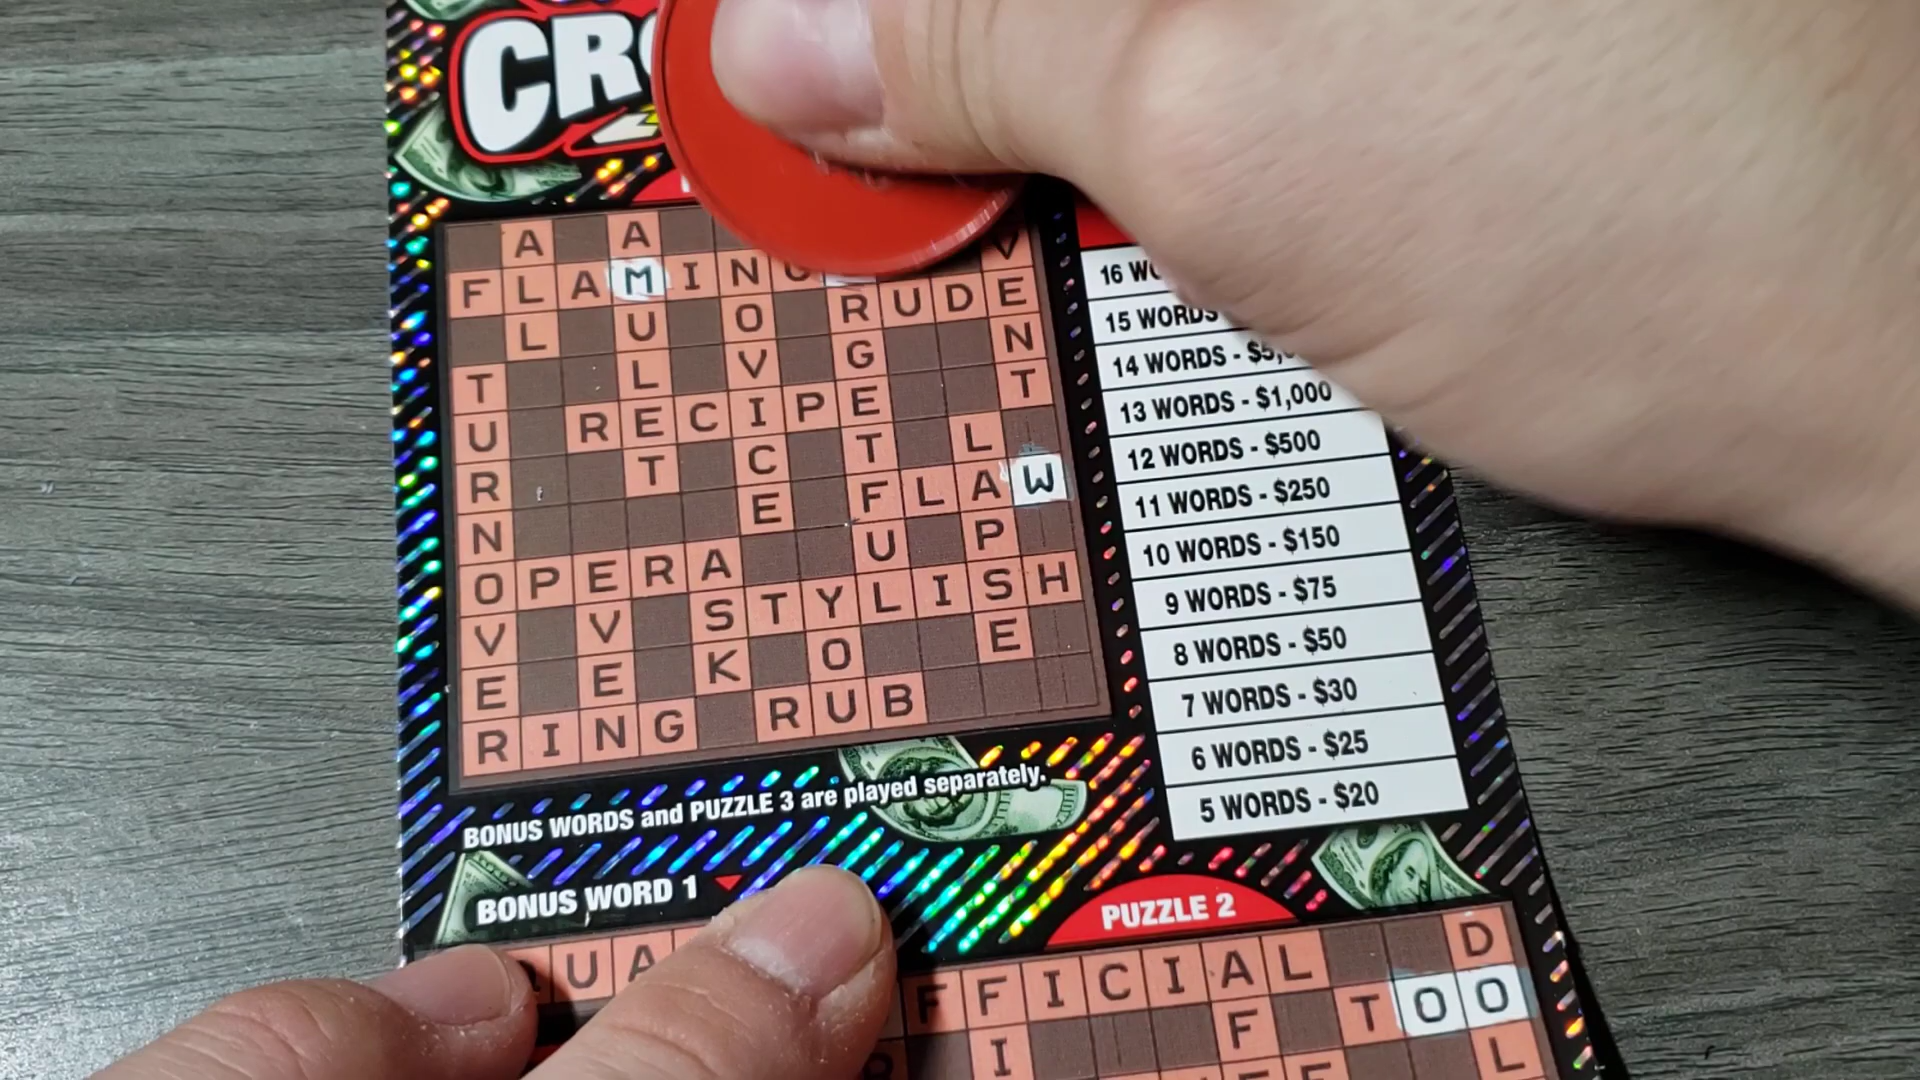 CR
A A
F L A M I N G V
L U O R U D E
T L V G N
U R E C I P E T
R T C T L
N E F L A W
O P E R A U P
V V S T Y L I S H
E E K O E
R I N G R U B
16 WO
15 WORDS
14 WORDS - $5,
13 WORDS - $1,000
12 WORDS - $500
11 WORDS - $250
10 WORDS - $150
9 WORDS - $75
8 WORDS - $50
7 WORDS - $30
6 WORDS - $25
5 WORDS - $20
BONUS WORDS and PUZZLE 3 are played separately.
BONUS WORD 1
U A
PUZZLE 2
D
F F I C I A L
T O O
I F L